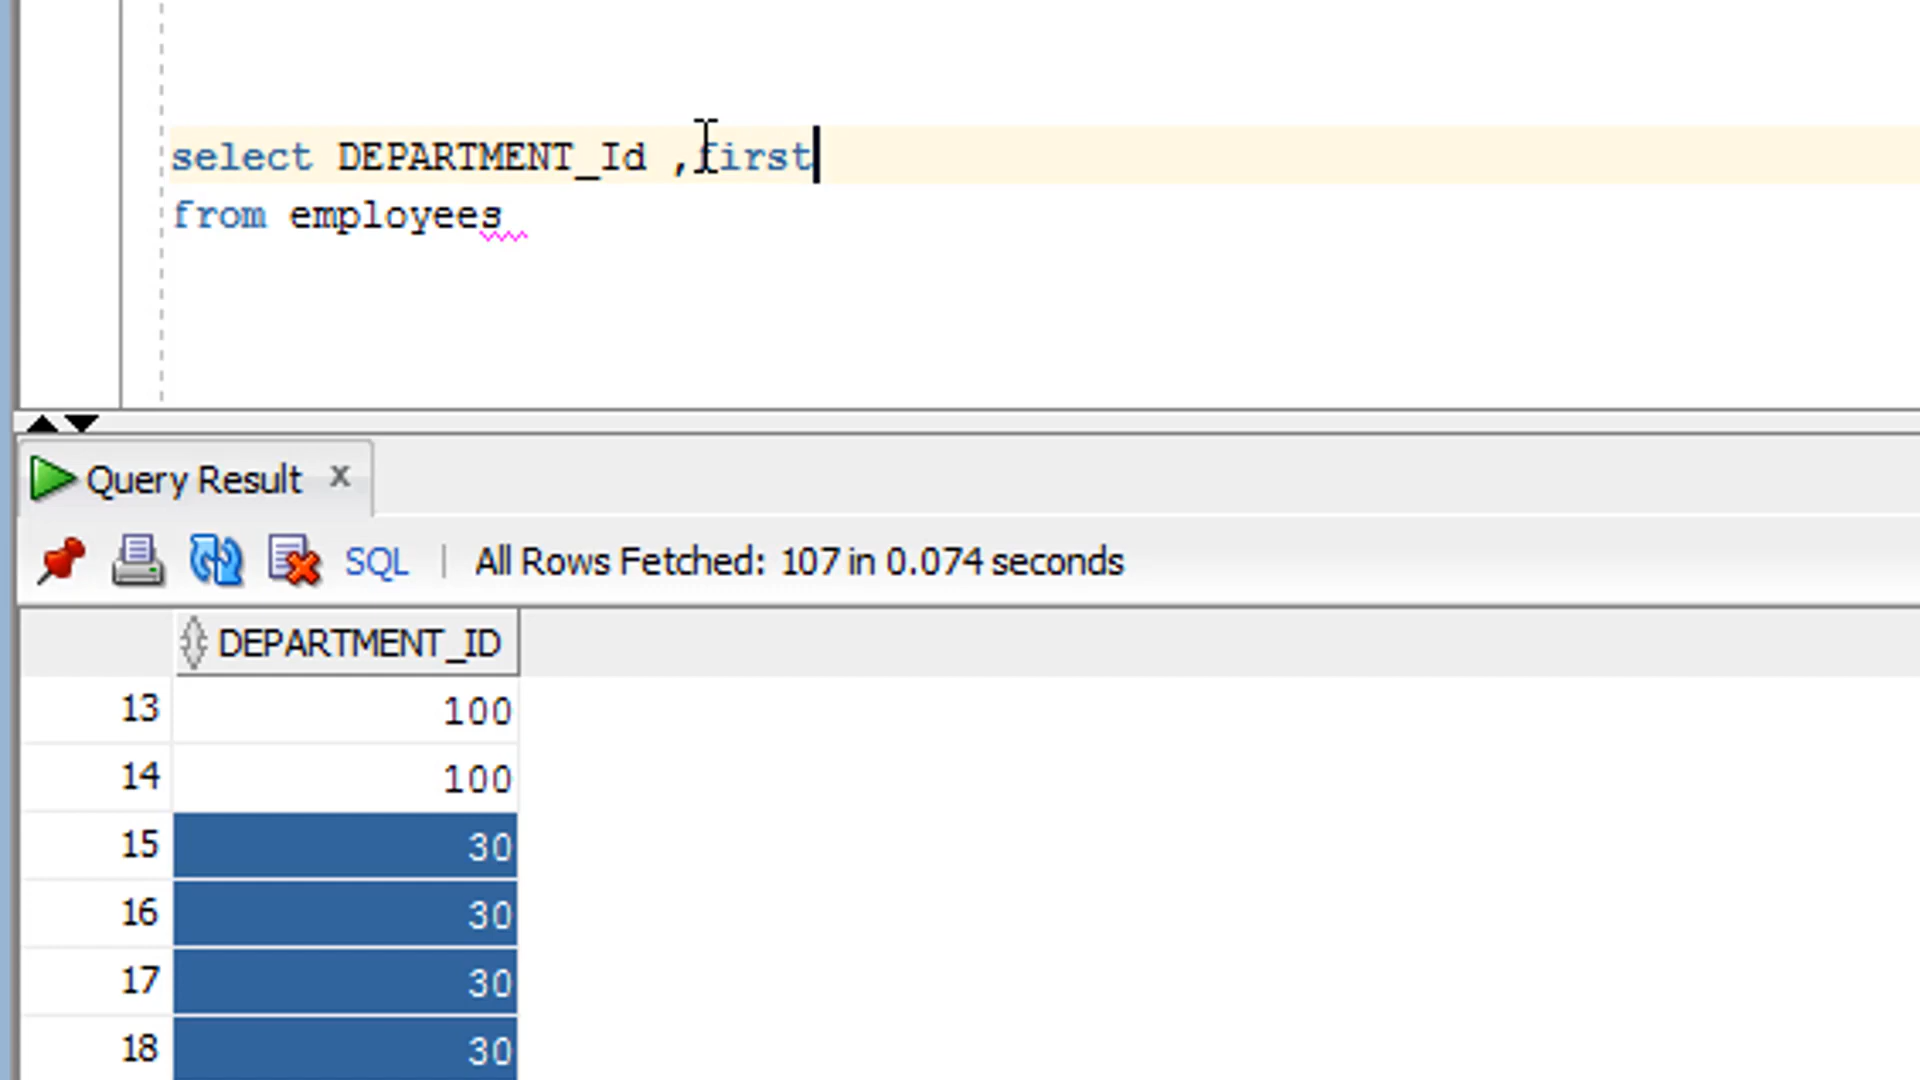 select DEPARTMENT_Id ,first
from employees
Query Result x
SQL | All Rows Fetched: 107 in 0.074 seconds
DEPARTMENT_ID
13 100
14 100
15 30
16 30
17 30
18 30